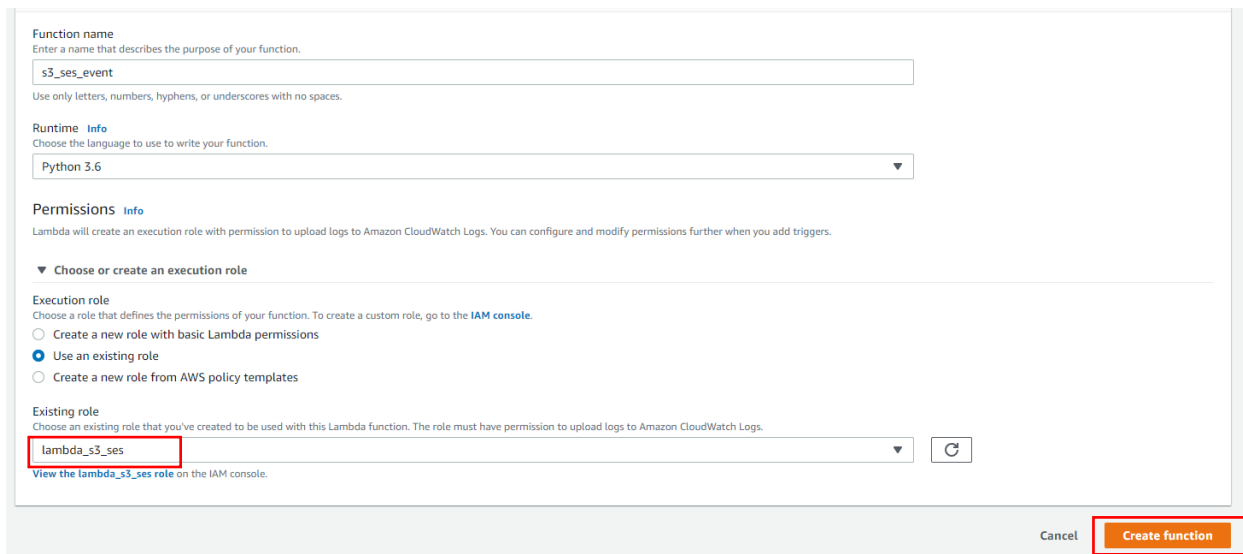 Function name
Enter a name that describes the purpose of your function.
s3_ses_event
Use only letters, numbers, hyphens, or underscores with no spaces.
Runtime Info
Choose the language to use to write your function.
Python 3.6
Permissions Info
Lambda will create an execution role with permission to upload logs to Amazon CloudWatch Logs. You can configure and modify permissions further when you add triggers.
Choose or create an execution role
Execution role
Choose a role that defines the permissions of your function. To create a custom role, go to the IAM console.
Create a new role with basic Lambda permissions
Use an existing role
Create a new role from AWS policy templates
Existing role
Choose an existing role that you've created to be used with this Lambda function. The role must have permission to upload logs to Amazon CloudWatch Logs.
lambda_s3_ses
View the lambda_s3_ses role on the IAM console.
Cancel Create function